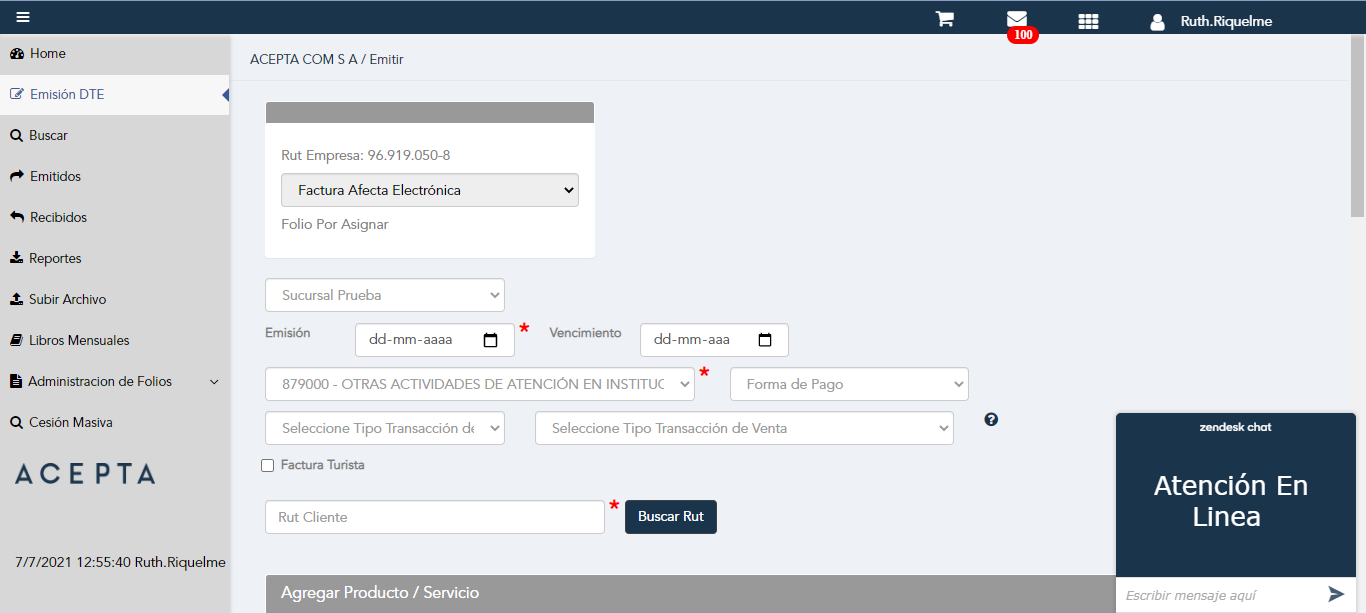 Ruth.Riquelme
100
Home
Emisión DTE
Buscar
Emitidos
Recibidos
Reportes
Subir Archivo
Libros Mensuales
Administracion de Folios
Cesión Masiva
ACEPTA
7/7/2021 12:55:40 Ruth.Riquelme
ACEPTA COM S A / Emitir
Rut Empresa: 96.919.050-8
Factura Afecta Electrónica
Folio Por Asignar
Sucursal Prueba
Emisión dd-mm-aaaa * Vencimiento dd-mm-aaa
879000 - OTRAS ACTIVIDADES DE ATENCIÓN EN INSTITUC * Forma de Pago
Seleccione Tipo Transacción de Seleccione Tipo Transacción de Venta ?
Factura Turista
Rut Cliente * Buscar Rut
Agregar Producto / Servicio
zendesk chat
Atención En
Linea
Escribir mensaje aquí